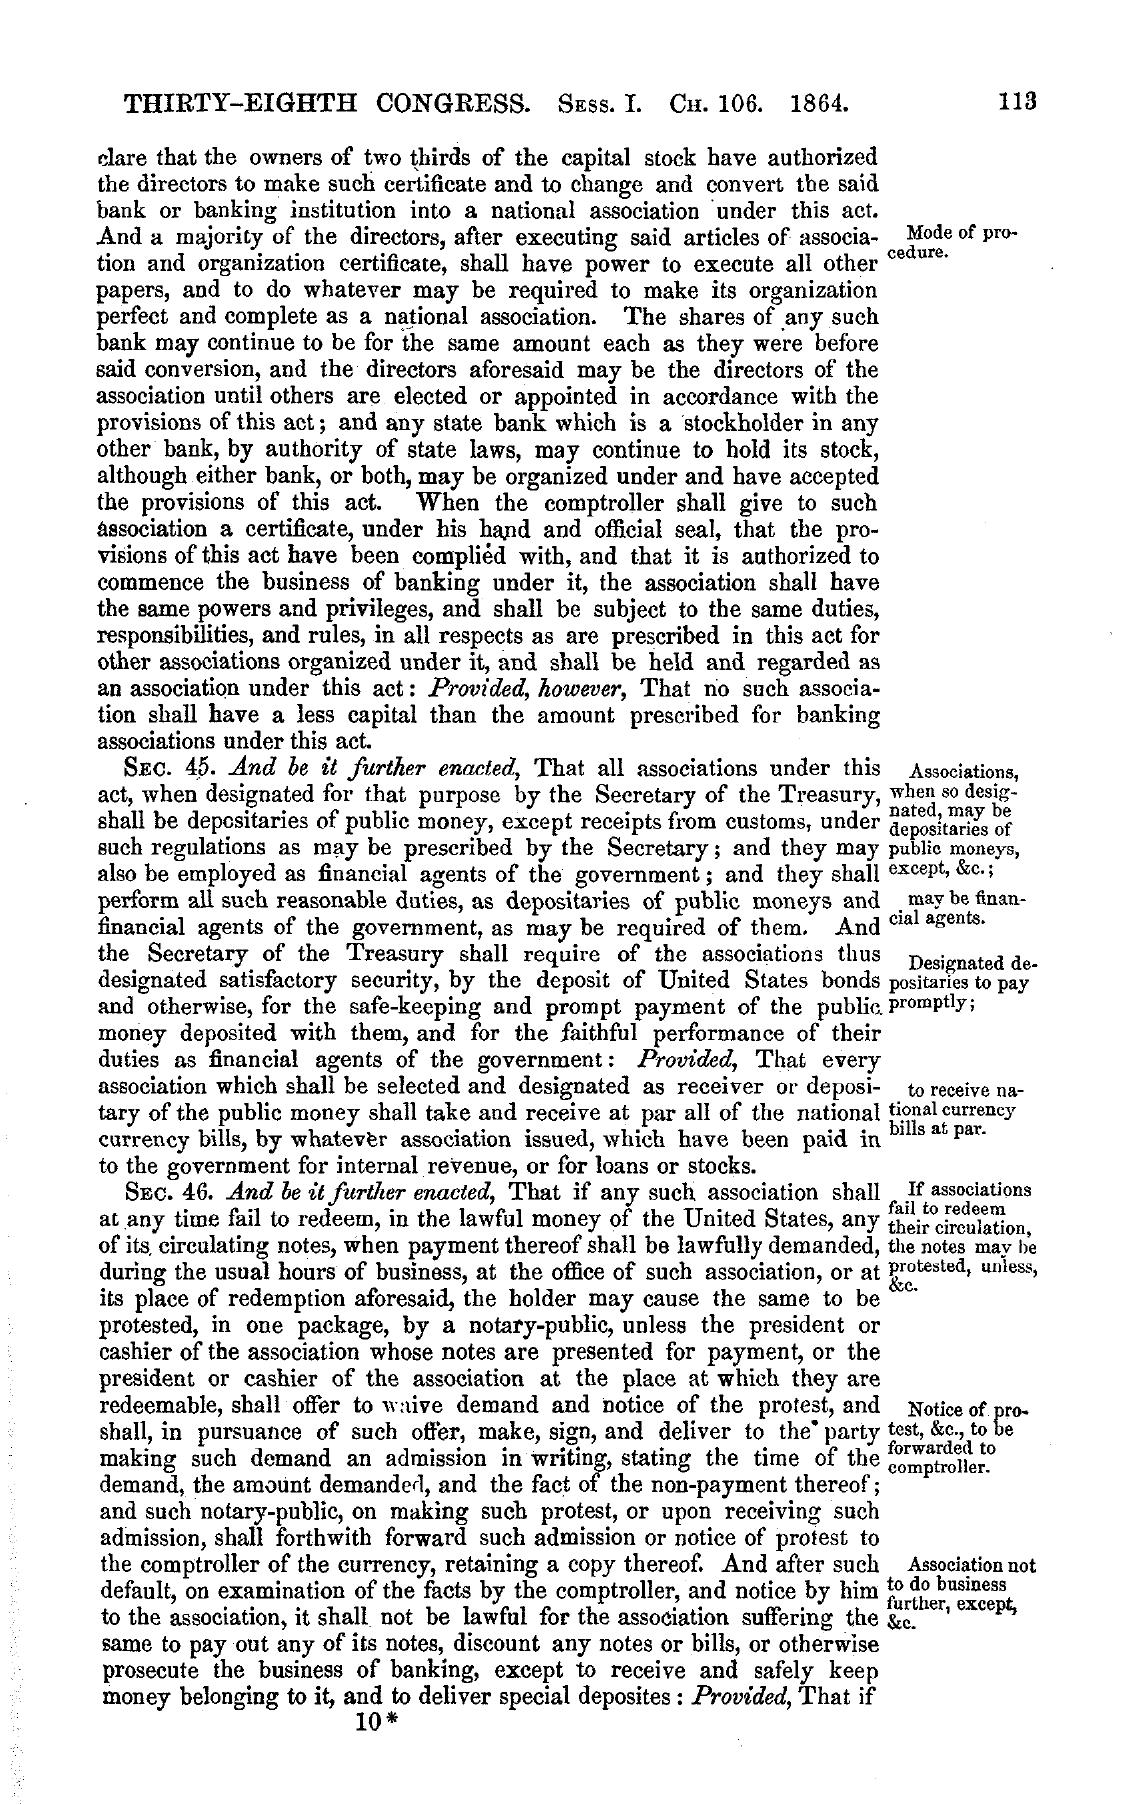 THIRTY-EIGHTH CONGRESS. SESS. I. CH. 106. 1864. 113
clare that the owners of two thirds of the capital stock have authorized
the directors to make such certificate and to change and convert the said
bank or banking institution into a national association under this act.
And a majority of the directors, after executing said articles of associa-
tion and organization certificate, shall have power to execute all other
papers, and to do whatever may be required to make its organization
perfect and complete as a national association. The shares of any such
bank may continue to be for the same amount each as they were before
said conversion, and the directors aforesaid may be the directors of the
association until others are elected or appointed in accordance with the
provisions of this act; and any state bank which is a stockholder in any
other bank, by authority of state laws, may continue to hold its stock,
although either bank, or both, may be organized under and have accepted
the provisions of this act. When the comptroller shall give to such
association a certificate, under his hand and official seal, that the pro-
visions of this act have been complied with, and that it is authorized to
commence the business of banking under it, the association shall have
the same powers and privileges, and shall be subject to the same duties,
responsibilities, and rules, in all respects as are prescribed in this act for
other associations organized under it, and shall be held and regarded as
an association under this act: Provided, however, That no such associa-
tion shall have a less capital than the amount prescribed for banking
associations under this act.
Mode of pro-
cedure.
SEC. 45. And be it further enacted, That all associations under this
act, when designated for that purpose by the Secretary of the Treasury,
shall be depositaries of public money, except receipts from customs, under
such regulations as may be prescribed by the Secretary; and they may
also be employed as financial agents of the government; and they shall
perform all such reasonable duties, as depositaries of public moneys and
financial agents of the government, as may be required of them. And
the Secretary of the Treasury shall require of the associations thus
designated satisfactory security, by the deposit of United States bonds
and otherwise, for the safe-keeping and prompt payment of the public
money deposited with them, and for the faithful performance of their
duties as financial agents of the government: Provided, That every
association which shall be selected and designated as receiver or deposi-
tary of the public money shall take and receive at par all of the national
currency bills, by whatever association issued, which have been paid in
to the government for internal revenue, or for loans or stocks.
Associations,
when so desig-
nated, may be
depositaries of
public moneys,
except, &c.;
may be finan-
cial agents.
Designated de-
positaries to pay
promptly;
to receive na-
tional currency
bills at par.
SEC. 46. And be it further enacted, That if any such association shall
at any time fail to redeem, in the lawful money of the United States, any
of its circulating notes, when payment thereof shall be lawfully demanded,
during the usual hours of business, at the office of such association, or at
its place of redemption aforesaid, the holder may cause the same to be
protested, in one package, by a notary-public, unless the president or
cashier of the association whose notes are presented for payment, or the
president or cashier of the association at the place at which they are
redeemable, shall offer to waive demand and notice of the protest, and
shall, in pursuance of such offer, make, sign, and deliver to the party
making such demand an admission in writing, stating the time of the
demand, the amount demanded, and the fact of the non-payment thereof;
and such notary-public, on making such protest, or upon receiving such
admission, shall forthwith forward such admission or notice of protest to
the comptroller of the currency, retaining a copy thereof. And after such
default, on examination of the facts by the comptroller, and notice by him
to the association, it shall not be lawful for the association suffering the
same to pay out any of its notes, discount any notes or bills, or otherwise
prosecute the business of banking, except to receive and safely keep
money belonging to it, and to deliver special deposites: Provided, That if
If associations
fail to redeem
their circulation,
the notes may be
protested, unless,
&c.
Notice of pro-
test, &c., to be
forwarded to
comptroller.
Association not
to do business
further, except,
&c.
10*